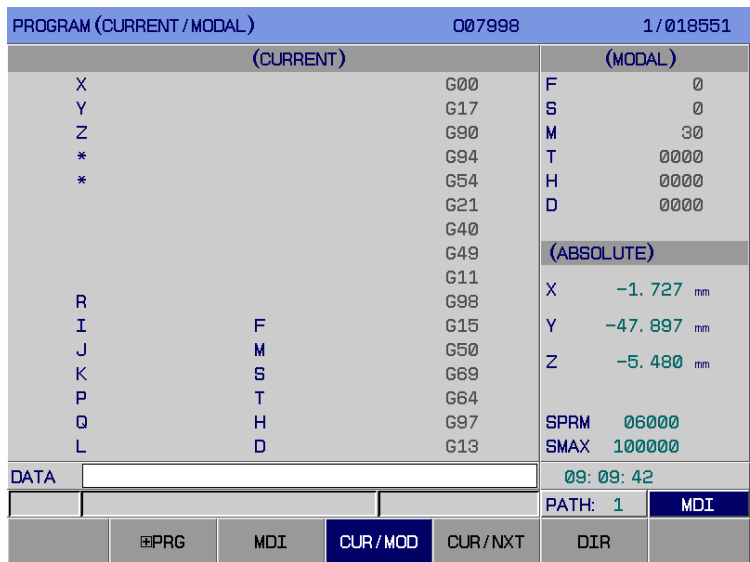 PROGRAM(CURRENT/MODAL) O07998 1/018551
(CURRENT) (MODAL)
X G00 F 0
Y G17 S 0
Z G90 M 30
* G94 T 0000
* G54 H 0000
G21 D 0000
G40
G49 (ABSOLUTE)
G11
X -1.727 mm
R G98
I F G15 Y -47.897 mm
J M G50
K S G69 Z -5.480 mm
P T G64
Q H G97 SPRM 06000
L D G13 SMAX 100000
DATA 09:09:42
PATH: 1 MDI
⊞PRG MDI CUR/MOD CUR/NXT DIR